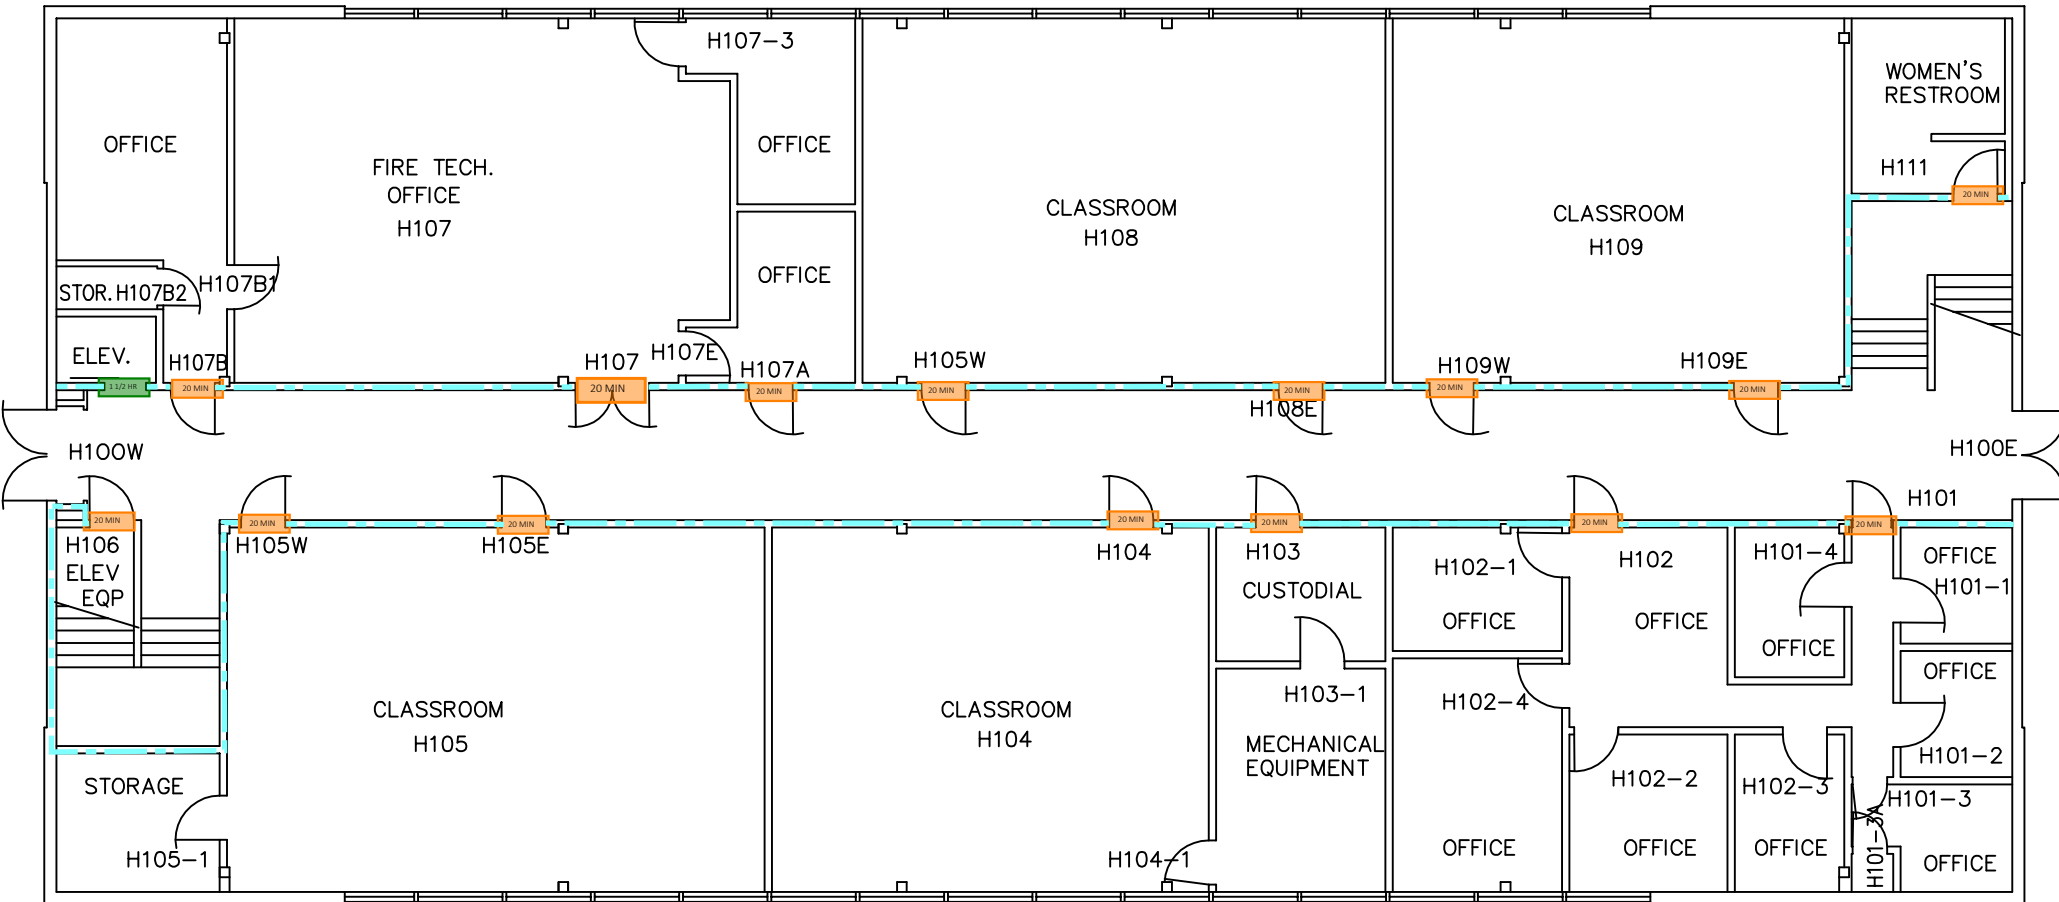 H107-3
WOMEN'S
RESTROOM
OFFICE
OFFICE
FIRE TECH.
OFFICE
H107
H111
20 MIN
CLASSROOM
H108
CLASSROOM
H109
OFFICE
STOR. H107B2
H107B1
ELEV.
H107B
H107
H107E
H107A
H105W
H109W
H109E
1 1/2 HR
20 MIN
20 MIN
20 MIN
20 MIN
20 MIN
20 MIN
20 MIN
H108E
H100W
H100E
H101
20 MIN
20 MIN
20 MIN
20 MIN
20 MIN
20 MIN
20 MIN
H106
ELEV
EQP
H105W
H105E
H104
H103
CUSTODIAL
H102-1
OFFICE
H102
OFFICE
H101-4
OFFICE
OFFICE
H101-1
OFFICE
H101-2
CLASSROOM
H105
CLASSROOM
H104
H103-1
MECHANICAL
EQUIPMENT
H102-4
OFFICE
STORAGE
H105-1
H104-1
H102-2
OFFICE
H102-3
OFFICE
H101-3A
H101-3
OFFICE